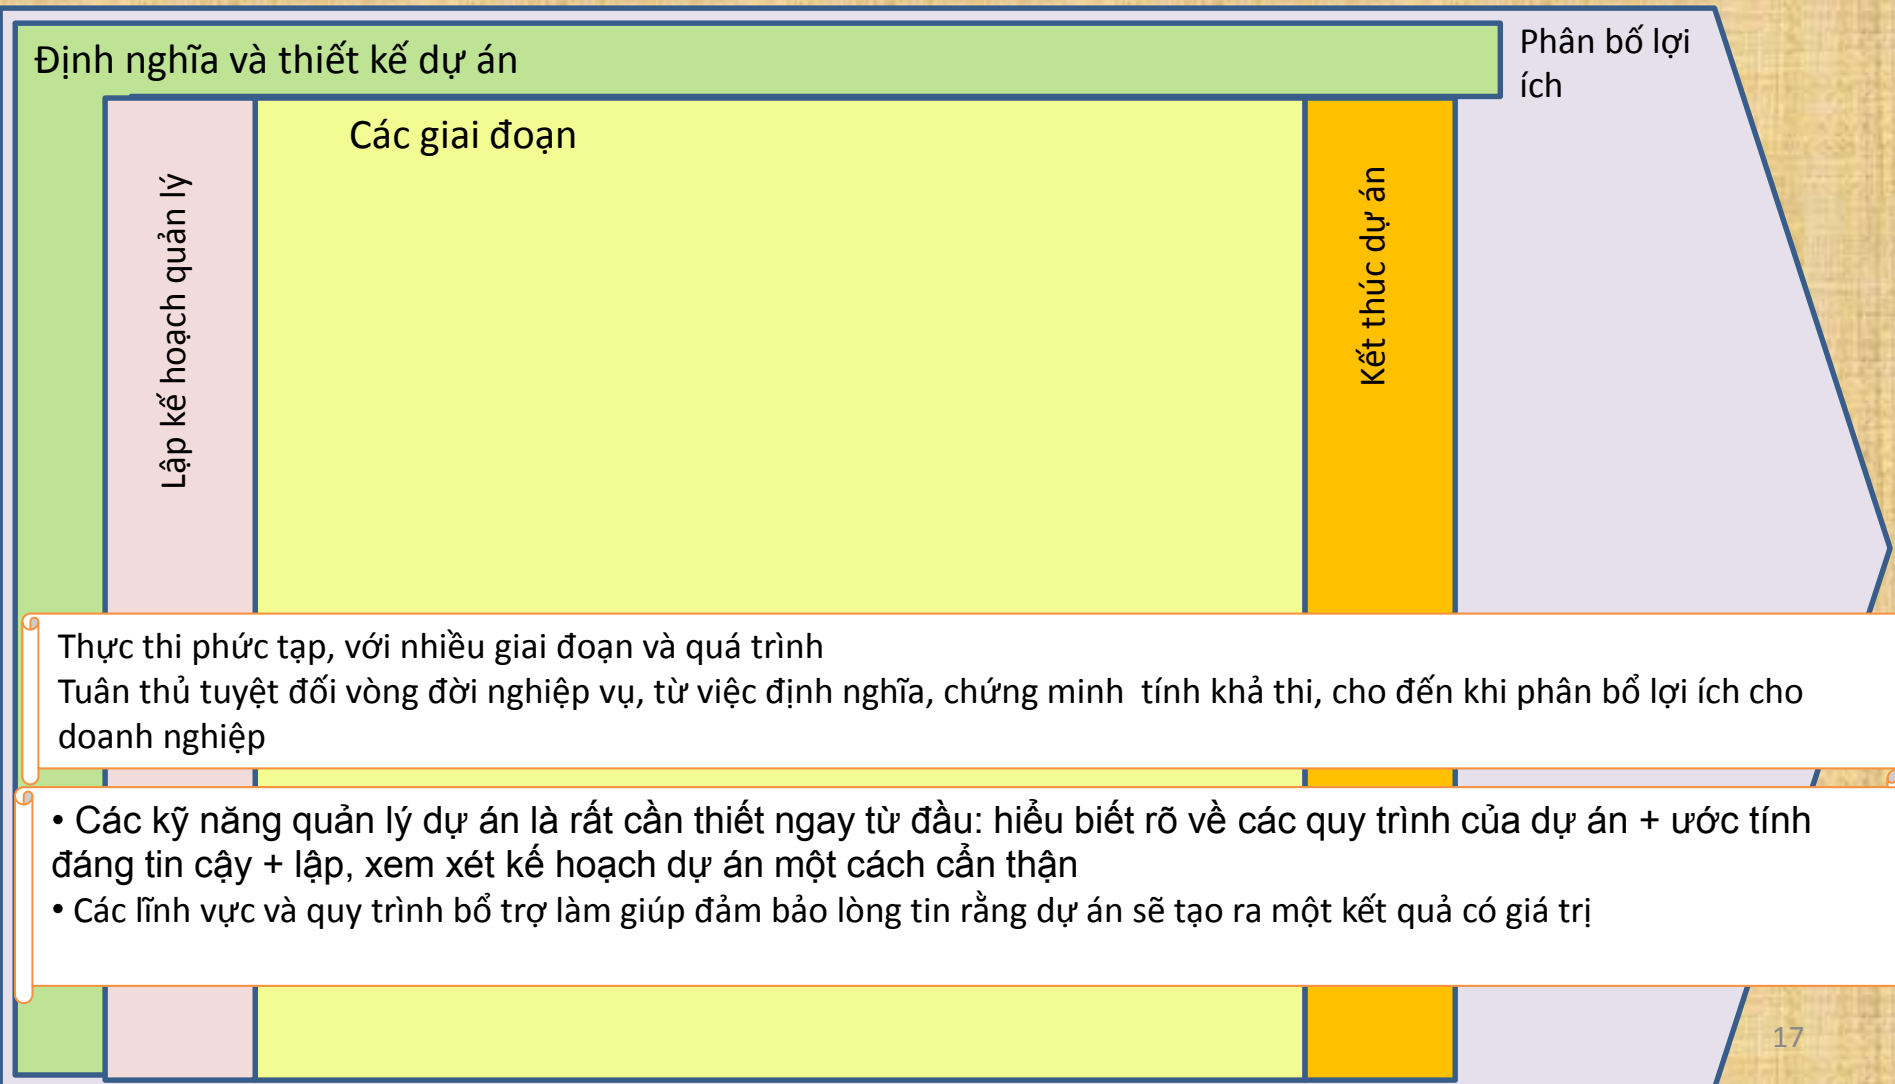 Định nghĩa và thiết kế dự án
Phân bố lợi
ích
Các giai đoạn
Lập kế hoạch quản lý
Kết thúc dự án
Thực thi phức tạp, với nhiều giai đoạn và quá trình
Tuân thủ tuyệt đối vòng đời nghiệp vụ, từ việc định nghĩa, chứng minh tính khả thi, cho đến khi phân bổ lợi ích cho
doanh nghiệp
• Các kỹ năng quản lý dự án là rất cần thiết ngay từ đầu: hiểu biết rõ về các quy trình của dự án + ước tính
đáng tin cậy + lập, xem xét kế hoạch dự án một cách cẩn thận
• Các lĩnh vực và quy trình bổ trợ làm giúp đảm bảo lòng tin rằng dự án sẽ tạo ra một kết quả có giá trị
17